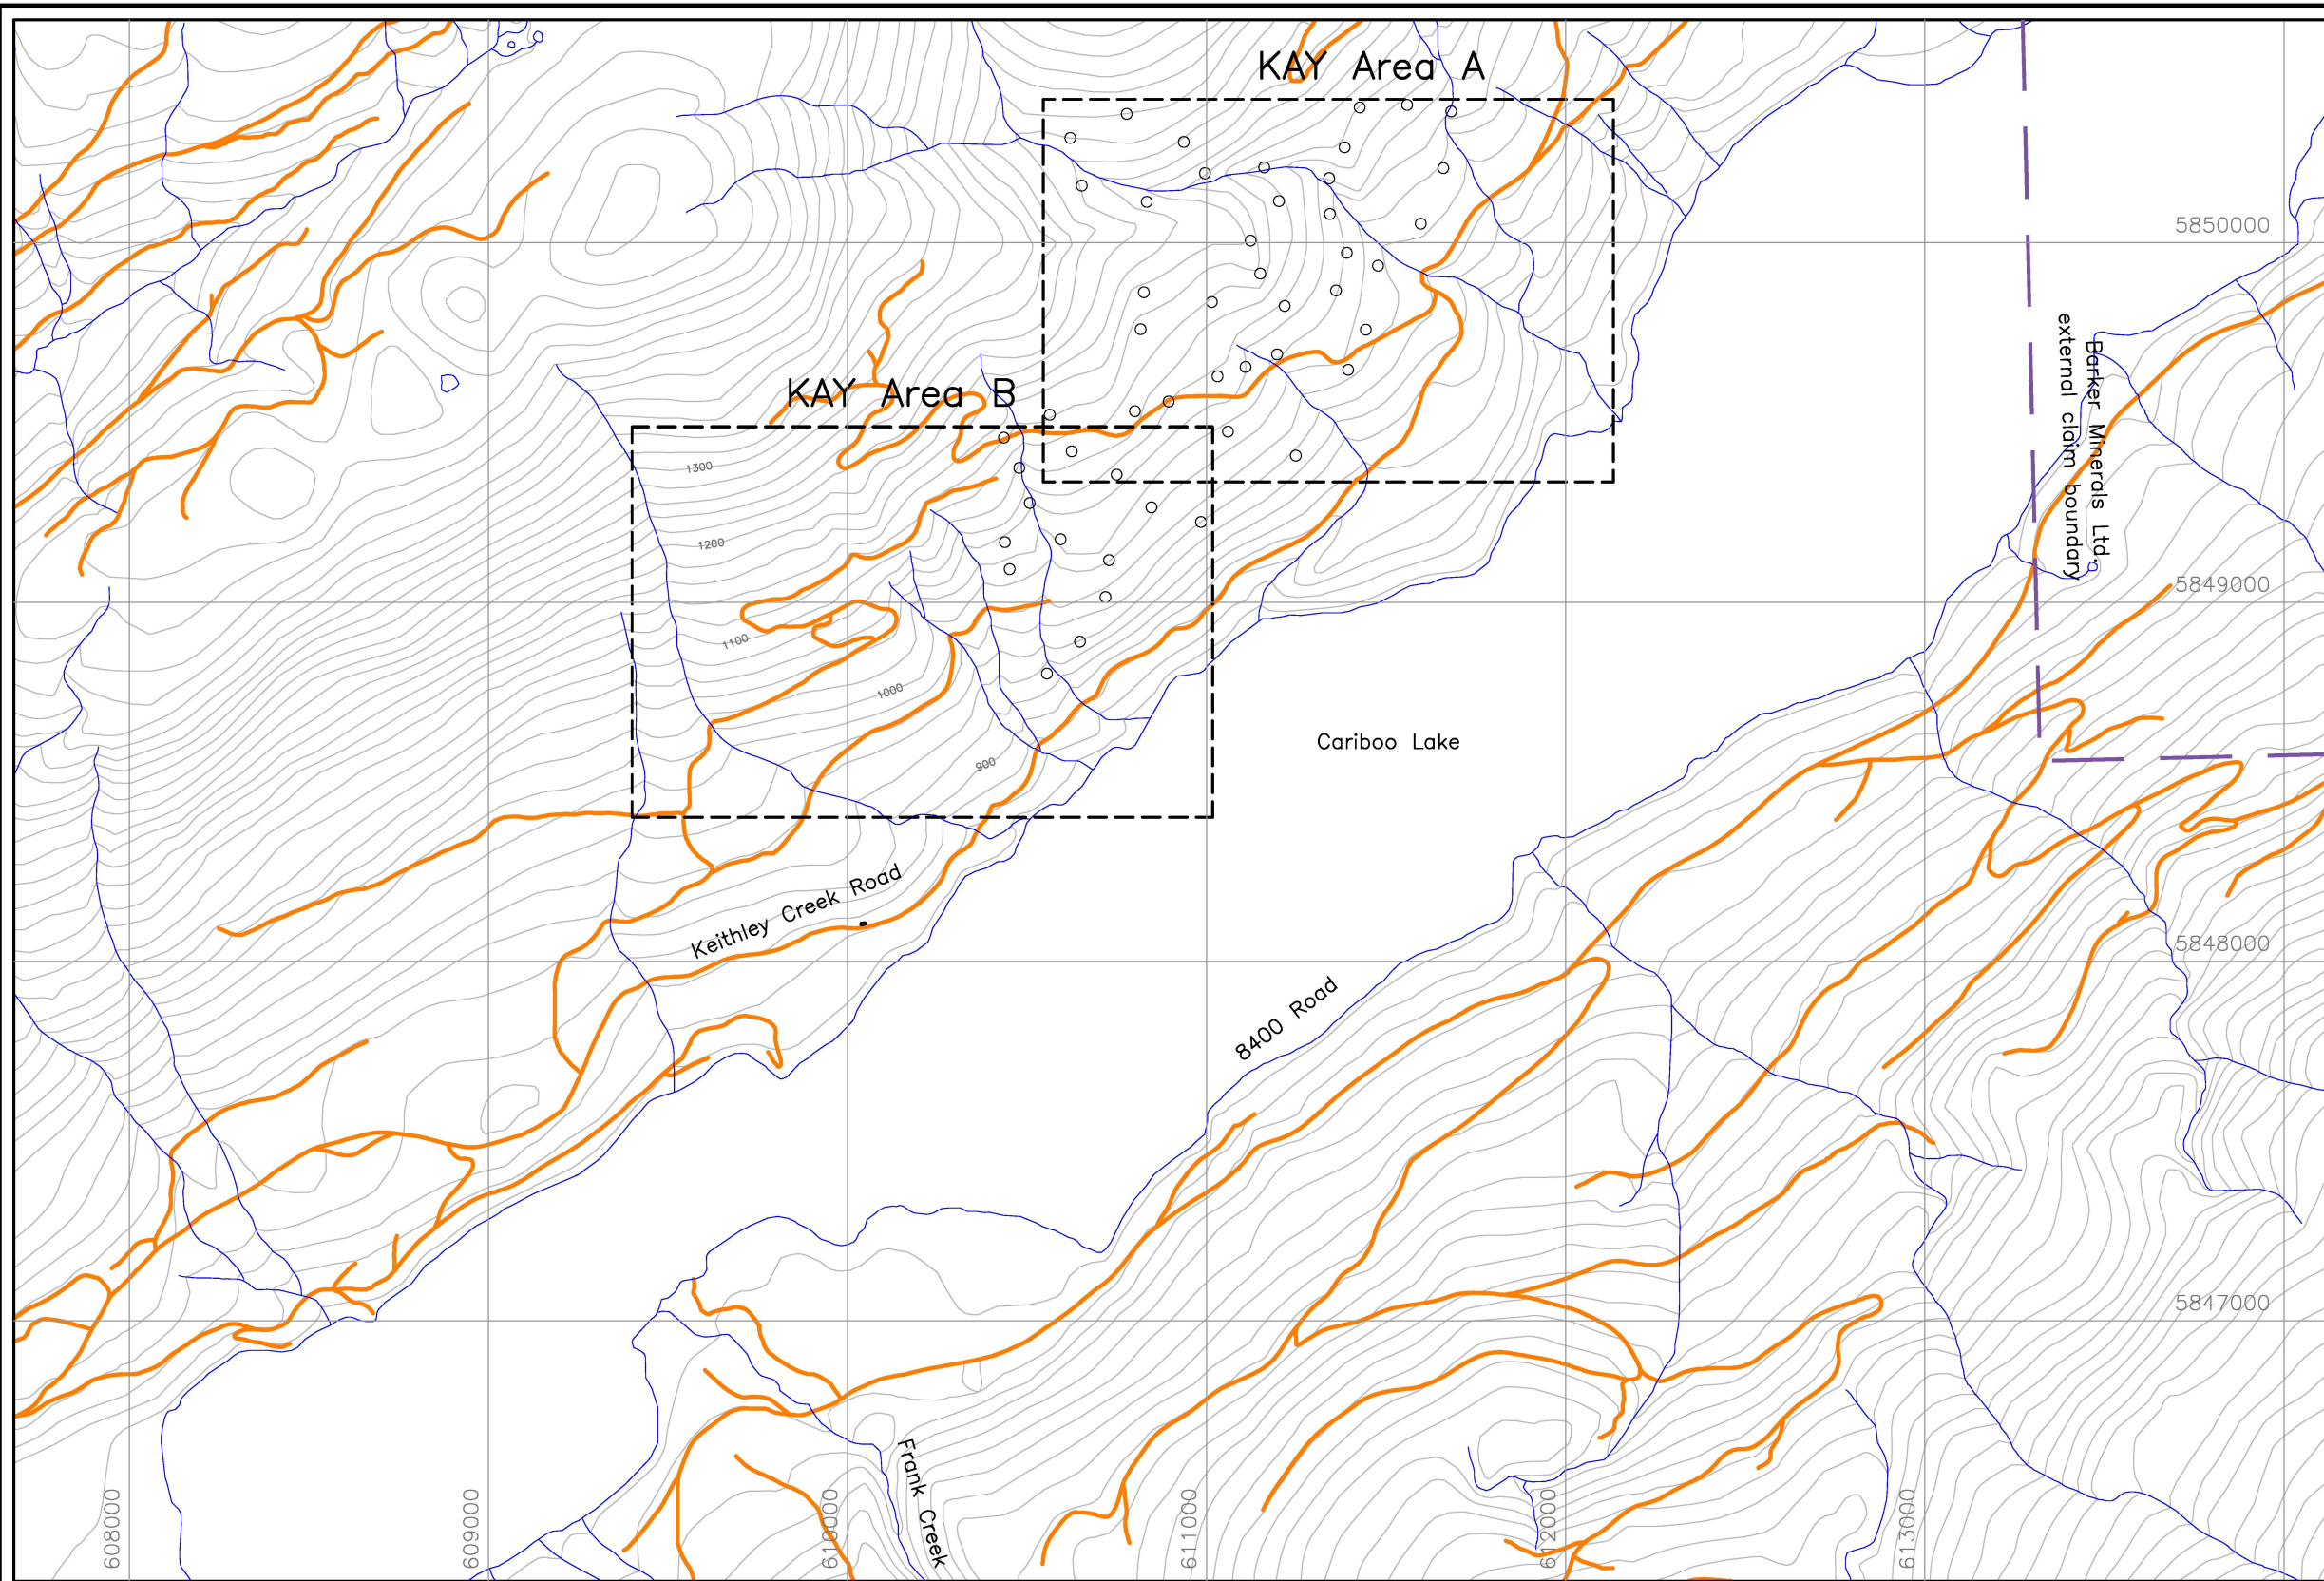 KAY Area A
5850000
Barker Minerals Ltd.
external claim boundary
KAY Area B
1300
1200
5849000
1100
1000
Cariboo Lake
900
Keithley Creek Road
5848000
8400 Road
5847000
Frank Creek
608000
609000
610000
611000
612000
613000